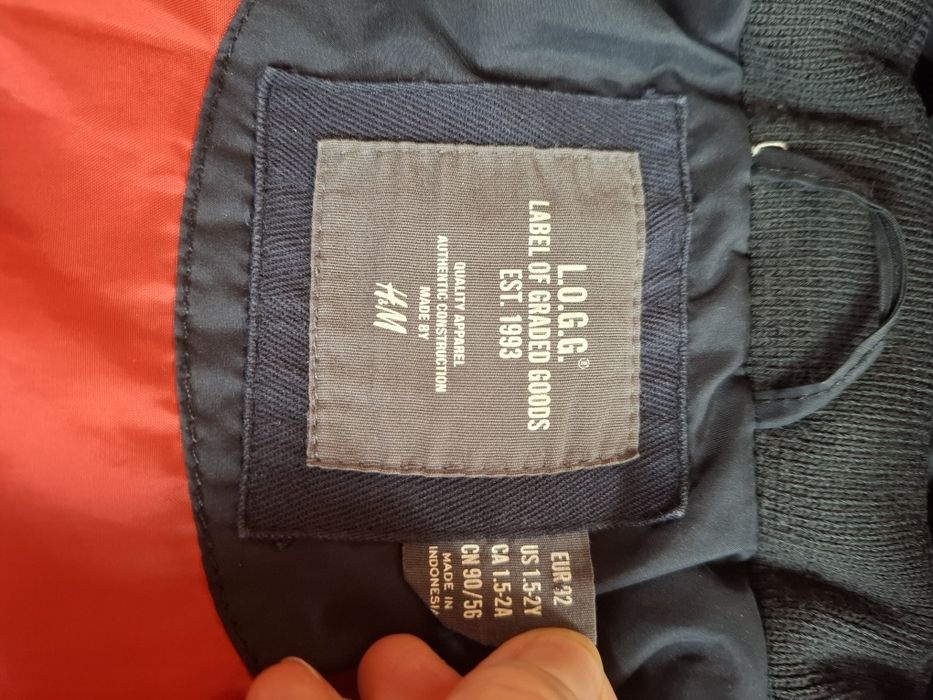 L.O.G.G.®
LABEL OF GRADED GOODS
EST. 1993
QUALITY APPAREL
AUTHENTIC CONSTRUCTION
MADE BY
H&M
EUR 92
US 1.5-2Y
CA 1.5-2A
CN 90/56
MADE IN
INDONESIA